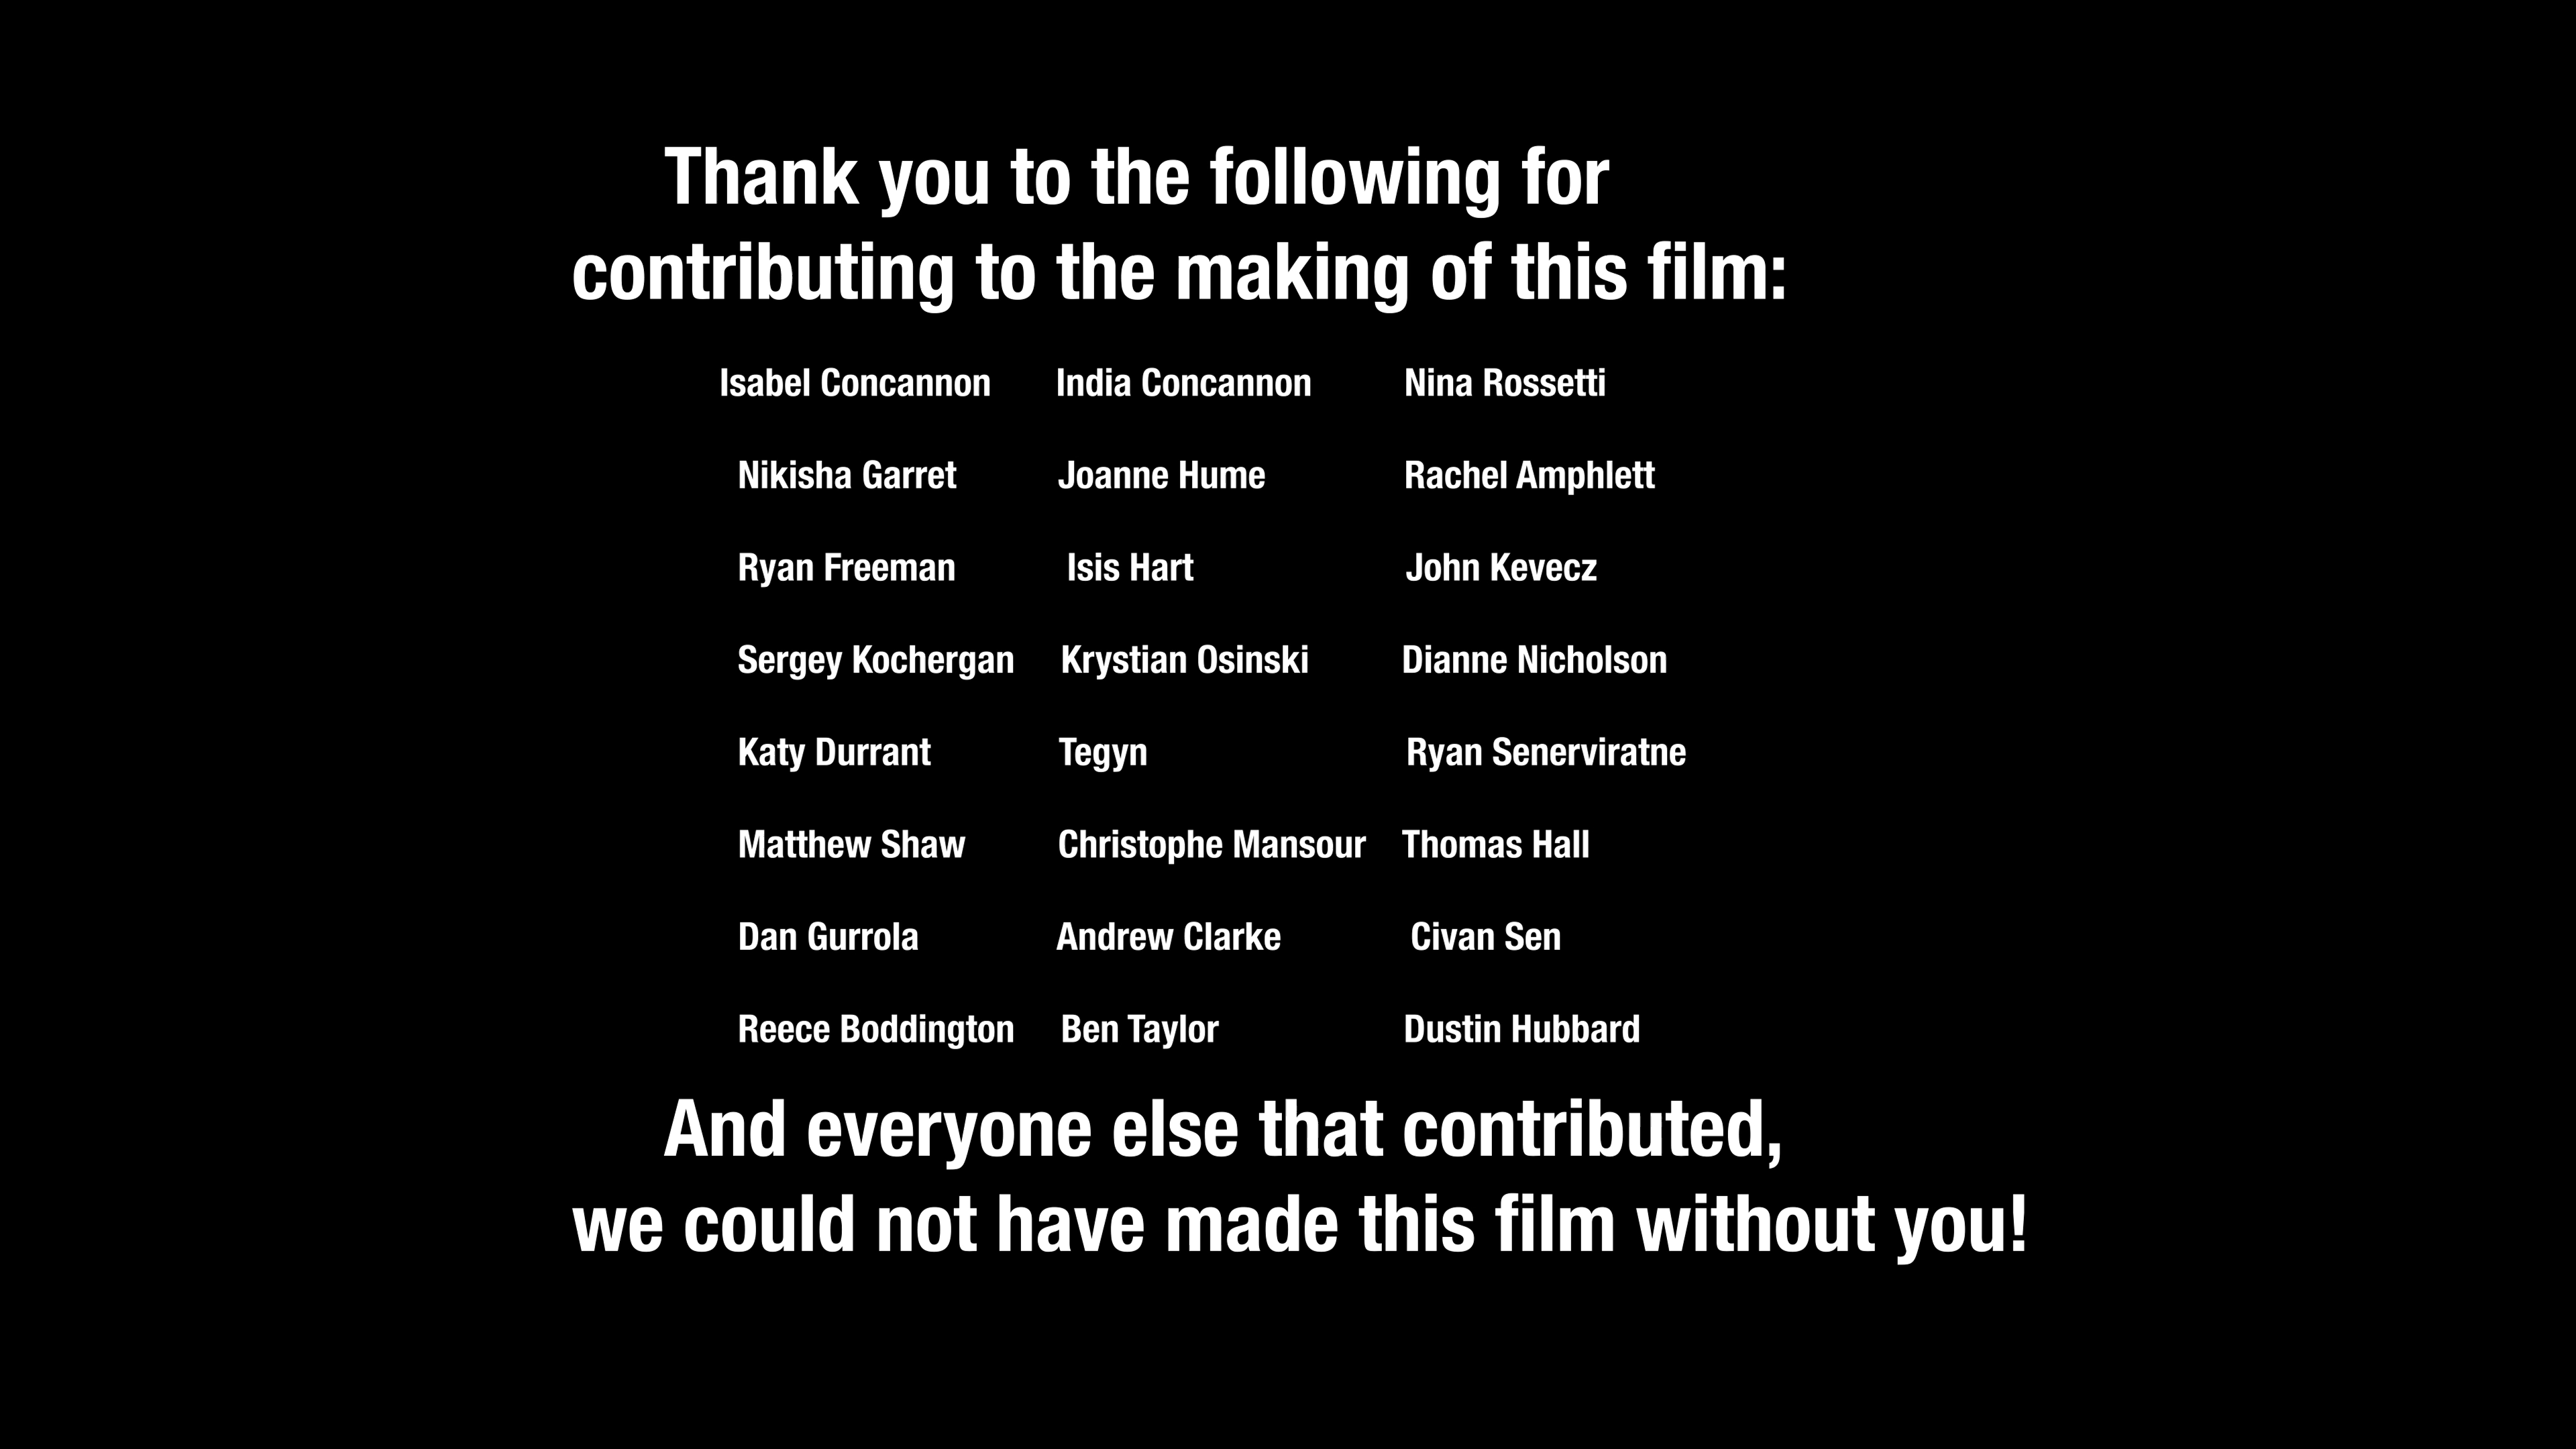 Thank you to the following for
contributing to the making of this film:
Isabel Concannon India Concannon Nina Rossetti
Nikisha Garret Joanne Hume Rachel Amphlett
Ryan Freeman Isis Hart John Kevecz
Sergey Kochergan Krystian Osinski Dianne Nicholson
Katy Durrant Tegyn Ryan Senerviratne
Matthew Shaw Christophe Mansour Thomas Hall
Dan Gurrola Andrew Clarke Civan Sen
Reece Boddington Ben Taylor Dustin Hubbard
And everyone else that contributed,
we could not have made this film without you!